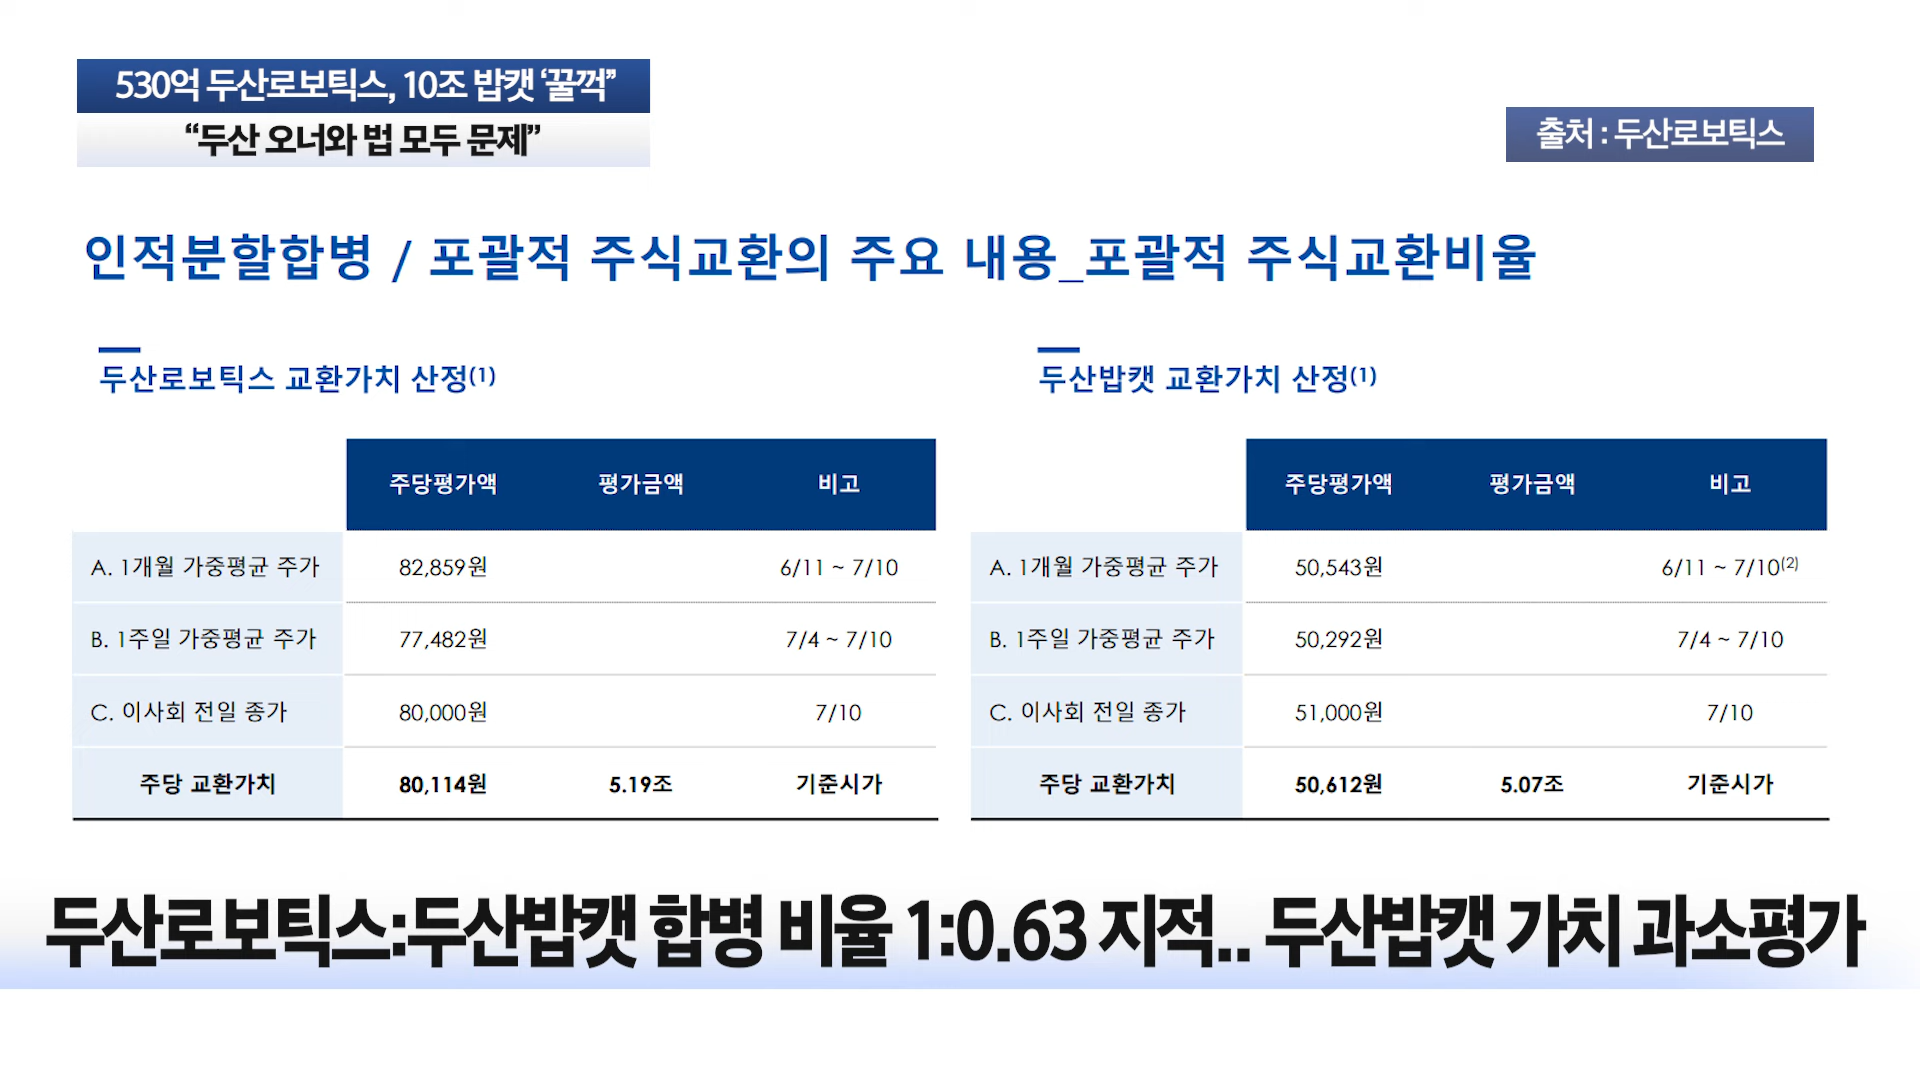 530억 두산로보틱스, 10조 밥캣 ‘꿀꺽”
“두산 오너와 법 모두 문제”
출처 : 두산로보틱스
인적분할합병 / 포괄적 주식교환의 주요 내용_포괄적 주식교환비율
두산로보틱스 교환가치 산정(1)
주당평가액 평가금액 비고
A. 1개월 가중평균 주가 82,859원 6/11 ~ 7/10
B. 1주일 가중평균 주가 77,482원 7/4 ~ 7/10
C. 이사회 전일 종가 80,000원 7/10
주당 교환가치 80,114원 5.19조 기준시가
두산밥캣 교환가치 산정(1)
주당평가액 평가금액 비고
A. 1개월 가중평균 주가 50,543원 6/11 ~ 7/10(2)
B. 1주일 가중평균 주가 50,292원 7/4 ~ 7/10
C. 이사회 전일 종가 51,000원 7/10
주당 교환가치 50,612원 5.07조 기준시가
두산로보틱스:두산밥캣 합병 비율 1:0.63 지적.. 두산밥캣 가치 과소평가